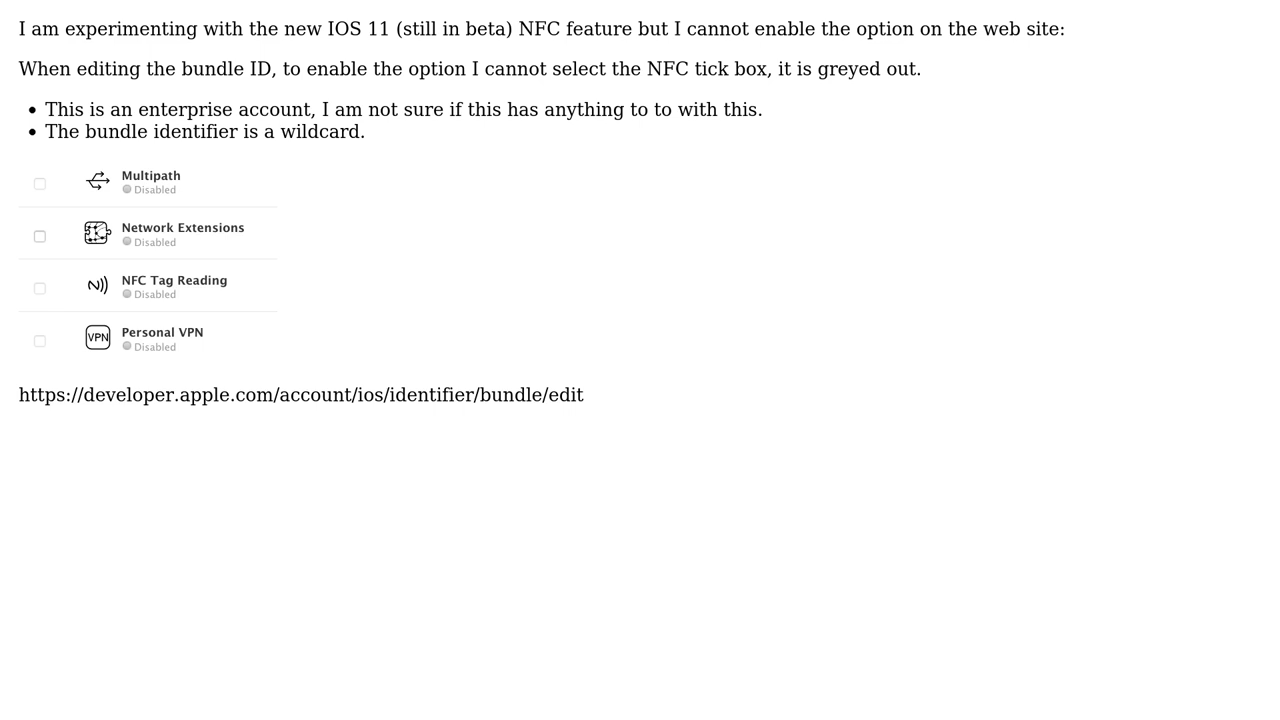 I am experimenting with the new IOS 11 (still in beta) NFC feature but I cannot enable the option on the web site:
When editing the bundle ID, to enable the option I cannot select the NFC tick box, it is greyed out.
• This is an enterprise account, I am not sure if this has anything to to with this.
• The bundle identifier is a wildcard.
Multipath
Disabled
Network Extensions
Disabled
NFC Tag Reading
Disabled
VPN
Personal VPN
Disabled
https://developer.apple.com/account/ios/identifier/bundle/edit